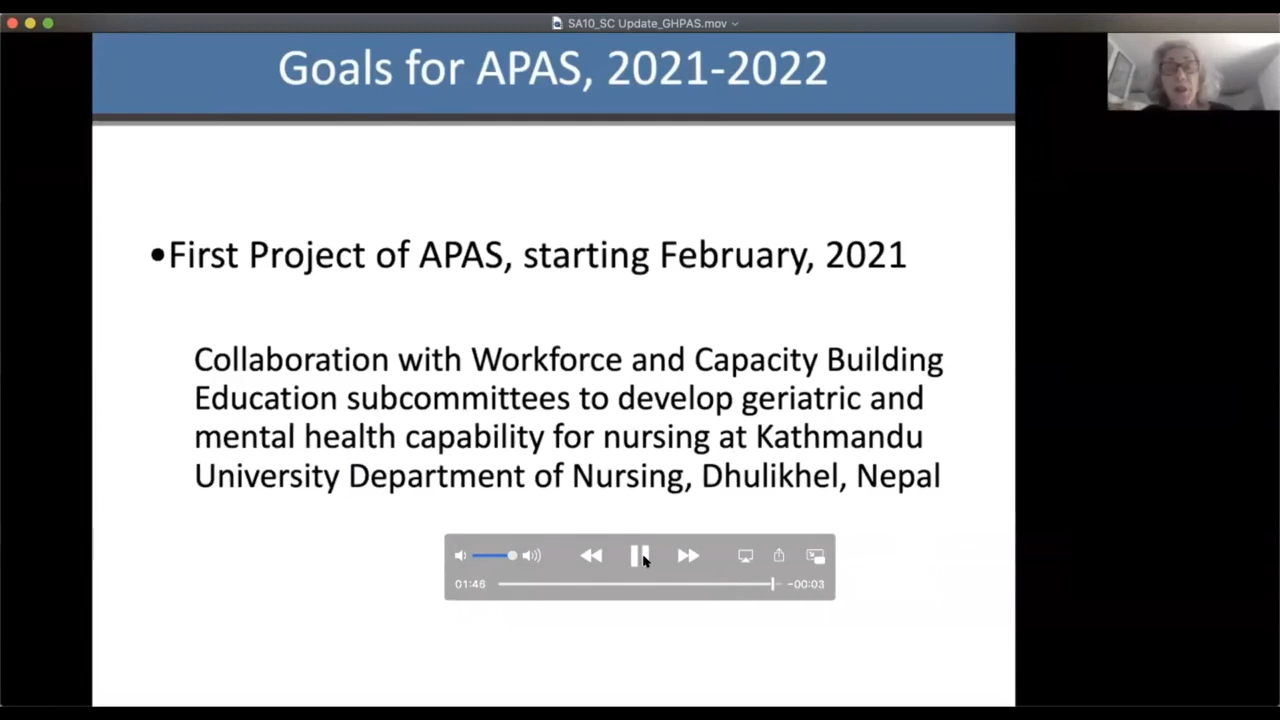 SA10_SC Update_GHPAS.mov
Goals for APAS, 2021-2022
•First Project of APAS, starting February, 2021
Collaboration with Workforce and Capacity Building
Education subcommittees to develop geriatric and
mental health capability for nursing at Kathmandu
University Department of Nursing, Dhulikhel, Nepal
01:46
-00:03